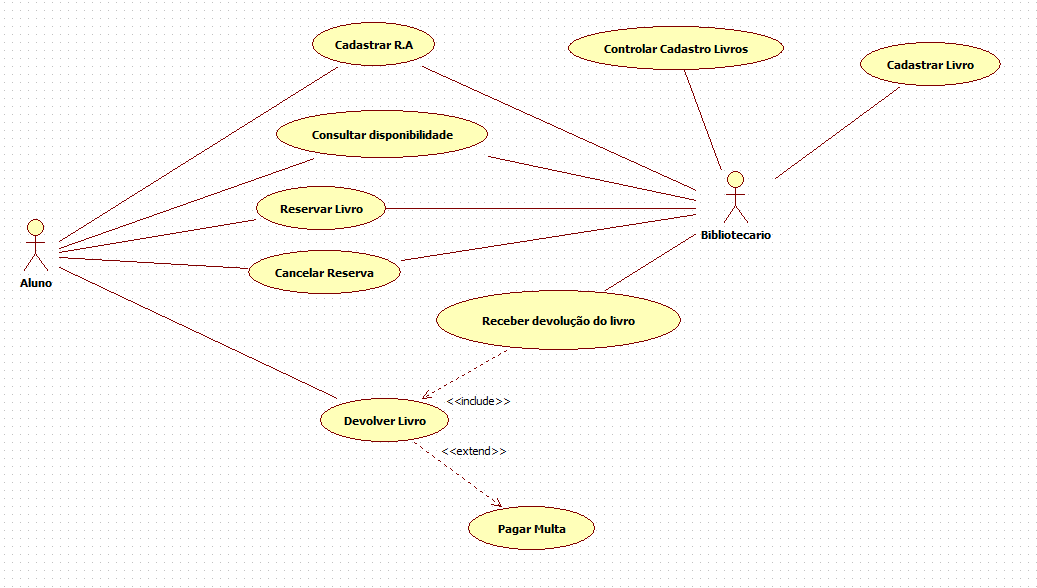 Cadastrar R.A
Controlar Cadastro Livros
Cadastrar Livro
Consultar disponibilidade
Reservar Livro
Bibliotecario
Cancelar Reserva
Aluno
Receber devolução do livro
<<include>>
Devolver Livro
<<extend>>
Pagar Multa